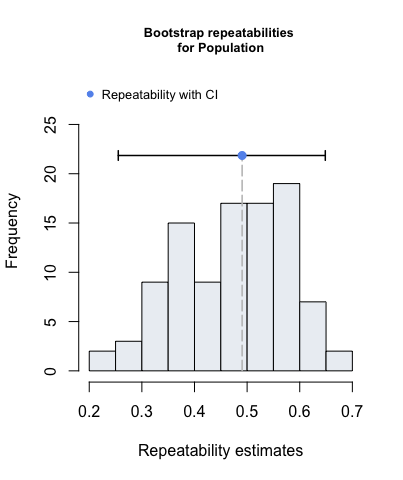 Bootstrap repeatabilities
for Population
Repeatability with CI
25
20
15
10
5
0
Frequency
0.2 0.3 0.4 0.5 0.6 0.7
Repeatability estimates